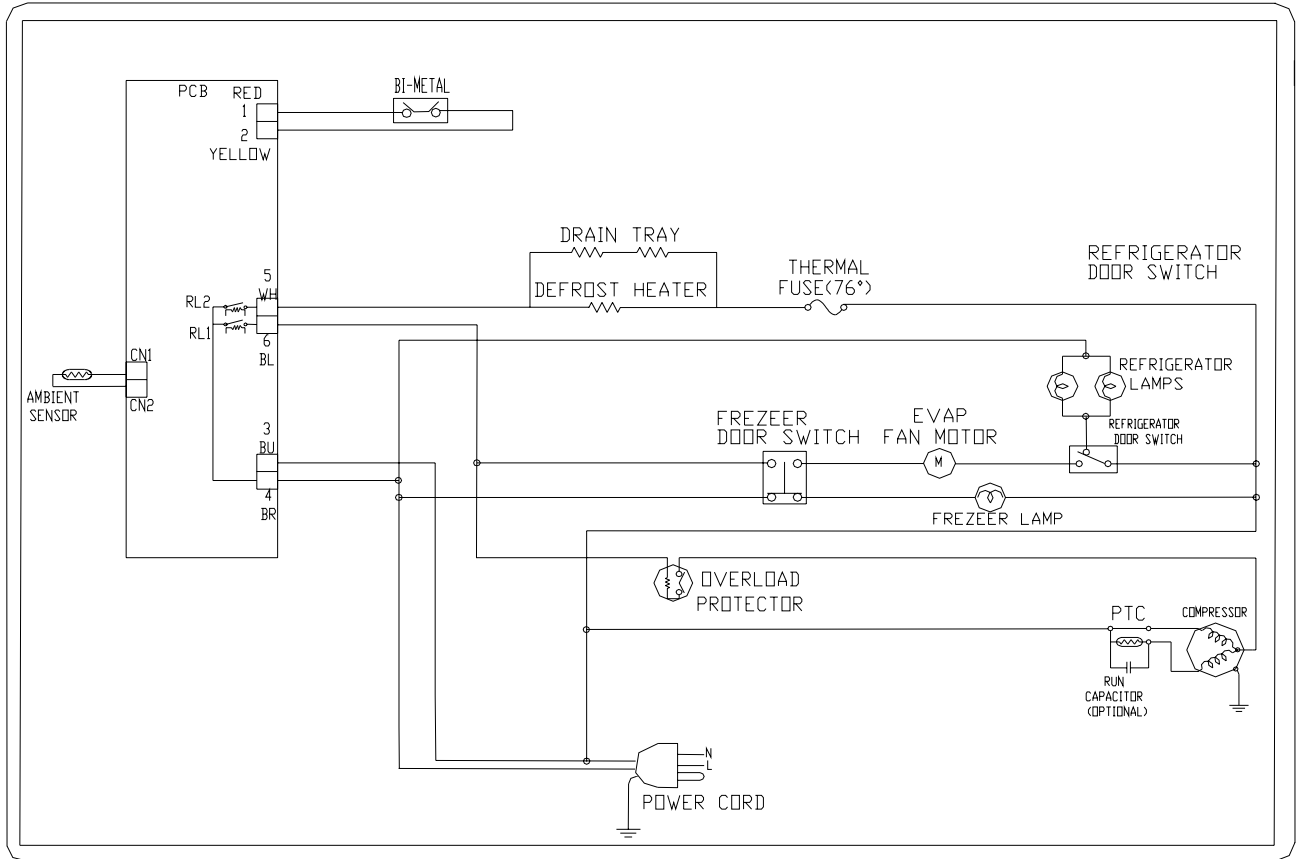 BI-METAL
PCB RED
1
2
YELLOW
DRAIN TRAY
REFRIGERATOR
DOOR SWITCH
THERMAL
FUSE(76°)
5
WH
DEFROST HEATER
RL2
RL1
6
BL
CN1
AMBIENT
SENSOR
CN2
REFRIGERATOR
LAMPS
FREZEER
DOOR SWITCH
EVAP
FAN MOTOR
REFRIGERATOR
DOOR SWITCH
3
BU
M
4
BR
FREZEER LAMP
OVERLOAD
PROTECTOR
PTC
COMPRESSOR
RUN
CAPACITOR
(OPTIONAL)
N
L
POWER CORD